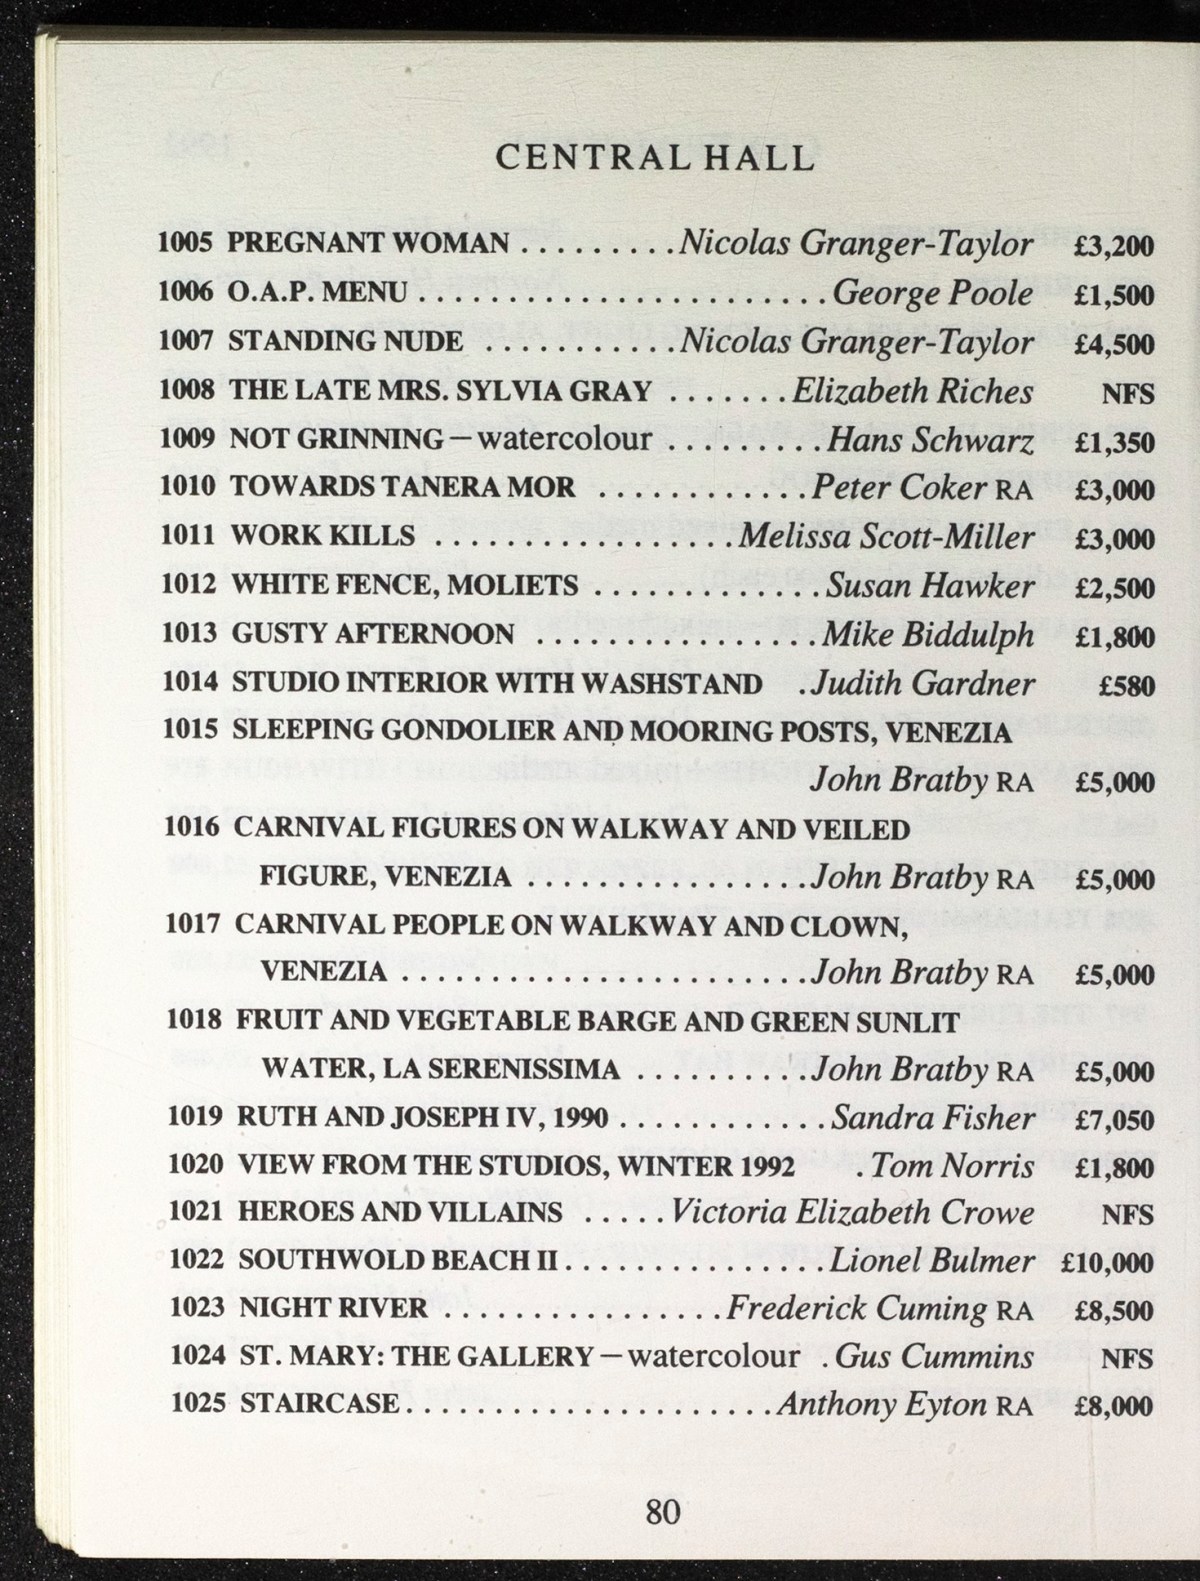 CENTRAL HALL
1005 PREGNANT WOMAN . . . . . . . . . Nicolas Granger-Taylor £3,200
1006 O.A.P. MENU . . . . . . . . . . . . . . . . . . . . . . . . George Poole £1,500
1007 STANDING NUDE . . . . . . . . . . . Nicolas Granger-Taylor £4,500
1008 THE LATE MRS. SYLVIA GRAY . . . . . . . Elizabeth Riches NFS
1009 NOT GRINNING — watercolour . . . . . . . . . Hans Schwarz £1,350
1010 TOWARDS TANERA MOR . . . . . . . . . . . . Peter Coker RA £3,000
1011 WORK KILLS . . . . . . . . . . . . . . . . . . Melissa Scott-Miller £3,000
1012 WHITE FENCE, MOLIETS . . . . . . . . . . . . . Susan Hawker £2,500
1013 GUSTY AFTERNOON . . . . . . . . . . . . . . . . . Mike Biddulph £1,800
1014 STUDIO INTERIOR WITH WASHSTAND . Judith Gardner £580
1015 SLEEPING GONDOLIER AND MOORING POSTS, VENEZIA
John Bratby RA £5,000
1016 CARNIVAL FIGURES ON WALKWAY AND VEILED
FIGURE, VENEZIA . . . . . . . . . . . . . . . . . John Bratby RA £5,000
1017 CARNIVAL PEOPLE ON WALKWAY AND CLOWN,
VENEZIA . . . . . . . . . . . . . . . . . . . . . . . . John Bratby RA £5,000
1018 FRUIT AND VEGETABLE BARGE AND GREEN SUNLIT
WATER, LA SERENISSIMA . . . . . . . . . . John Bratby RA £5,000
1019 RUTH AND JOSEPH IV, 1990 . . . . . . . . . . . . Sandra Fisher £7,050
1020 VIEW FROM THE STUDIOS, WINTER 1992 . Tom Norris £1,800
1021 HEROES AND VILLAINS . . . . . Victoria Elizabeth Crowe NFS
1022 SOUTHWOLD BEACH II . . . . . . . . . . . . . . . Lionel Bulmer £10,000
1023 NIGHT RIVER . . . . . . . . . . . . . . . . . Frederick Cuming RA £8,500
1024 ST. MARY: THE GALLERY — watercolour . Gus Cummins NFS
1025 STAIRCASE . . . . . . . . . . . . . . . . . . . . . . Anthony Eyton RA £8,000
80